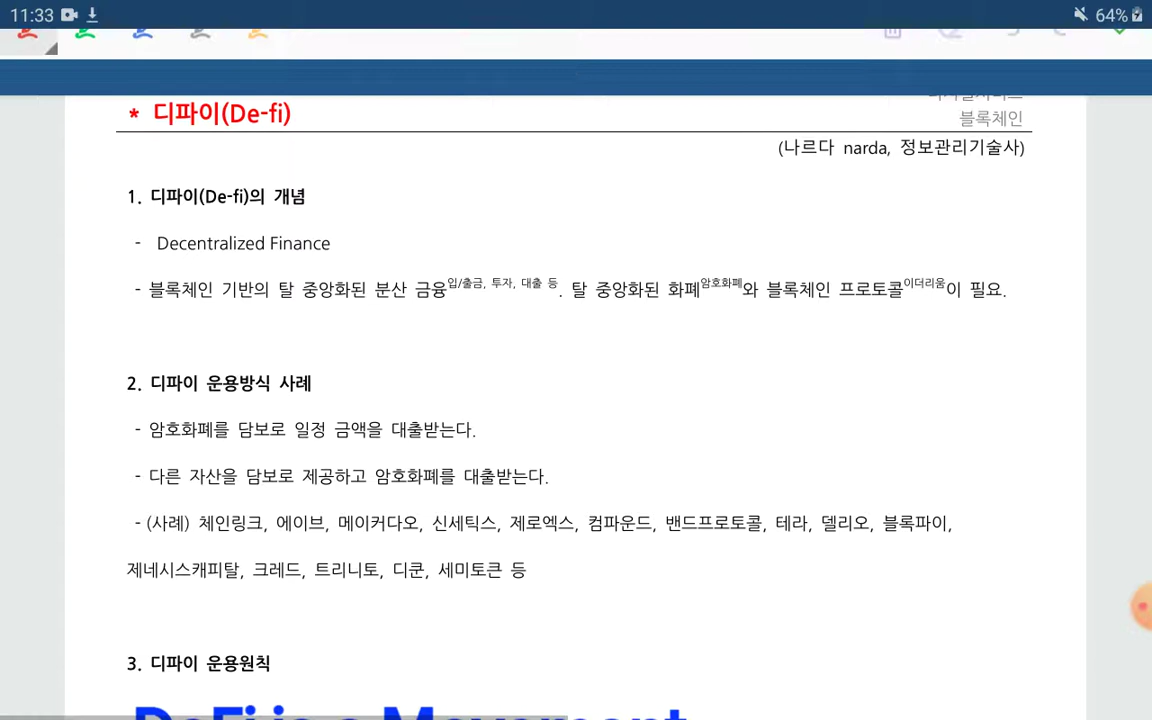 11:33
64%
* 디파이(De-fi)
블록체인
(나르다 narda, 정보관리기술사)
1. 디파이(De-fi)의 개념
- Decentralized Finance
- 블록체인 기반의 탈 중앙화된 분산 금융입/출금, 투자, 대출 등. 탈 중앙화된 화폐암호화폐와 블록체인 프로토콜이더리움이 필요.
2. 디파이 운용방식 사례
- 암호화폐를 담보로 일정 금액을 대출받는다.
- 다른 자산을 담보로 제공하고 암호화폐를 대출받는다.
- (사례) 체인링크, 에이브, 메이커다오, 신세틱스, 제로엑스, 컴파운드, 밴드프로토콜, 테라, 델리오, 블록파이,
제네시스캐피탈, 크레드, 트리니토, 디쿤, 세미토큰 등
3. 디파이 운용원칙
DeFi is a Movement